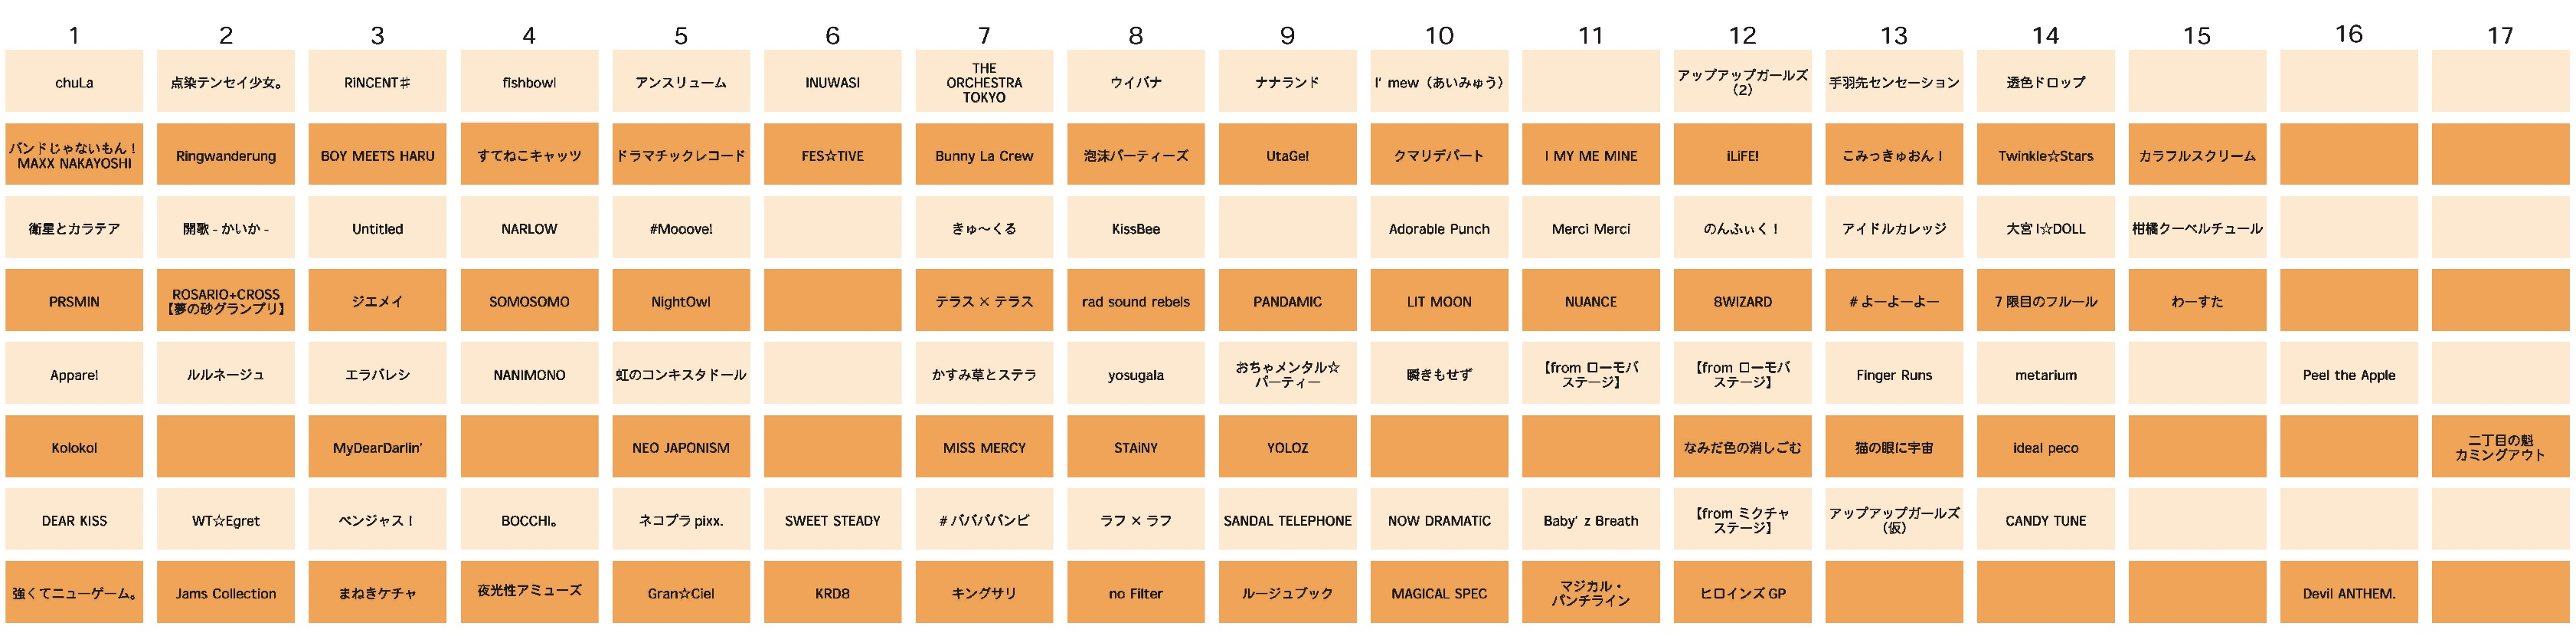 1 2 3 4 5 6 7 8 9 10 11 12 13 14 15 16 17
chuLa
点染テンセイ少女。
RiNCENT♯
fishbowl
アンスリューム
INUWASI
THE
ORCHESTRA
TOKYO
ウイバナ
ナナランド
I' mew（あいみゅう）
アップアップガールズ
（2）
手羽先センセーション
透色ドロップ
バンドじゃないもん！
MAXX NAKAYOSHI
Ringwanderung
BOY MEETS HARU
すてねこキャッツ
ドラマチックレコード
FES☆TIVE
Bunny La Crew
泡沫パーティーズ
UtaGe!
クマリデパート
I MY ME MINE
iLiFE!
こみっきゅおん！
Twinkle☆Stars
カラフルスクリーム
衛星とカラテア
開歌 - かいか -
Untitled
NARLOW
#Mooove!
きゅ～くる
KissBee
Adorable Punch
Merci Merci
のんふぃく！
アイドルカレッジ
大宮 I☆DOLL
柑橘クーベルチュール
PRSMIN
ROSARIO+CROSS
【夢の砂グランプリ】
ジエメイ
SOMOSOMO
NightOwl
テラス × テラス
rad sound rebels
PANDAMIC
LIT MOON
NUANCE
8WIZARD
# よーよーよー
7 限目のフルール
わーすた
Appare!
ルルネージュ
エラバレシ
NANIMONO
虹のコンキスタドール
かすみ草とステラ
yosugala
おちゃメンタル☆
パーティー
瞬きもせず
【from ローモバ
ステージ】
【from ローモバ
ステージ】
Finger Runs
metarium
Peel the Apple
Kolokol
MyDearDarlin'
NEO JAPONISM
MISS MERCY
STAiNY
YOLOZ
なみだ色の消しごむ
猫の眼に宇宙
ideal peco
二丁目の魁
カミングアウト
DEAR KISS
WT☆Egret
ベンジャス！
BOCCHI。
ネコプラ pixx.
SWEET STEADY
# ババババンビ
ラフ × ラフ
SANDAL TELEPHONE
NOW DRAMATiC
Baby' z Breath
【from ミクチャ
ステージ】
アップアップガールズ
（仮）
CANDY TUNE
強くてニューゲーム。
Jams Collection
まねきケチャ
夜光性アミューズ
Gran☆Ciel
KRD8
キングサリ
no Filter
ルージュブック
MAGICAL SPEC
マジカル・
パンチライン
ヒロインズ GP
Devil ANTHEM.